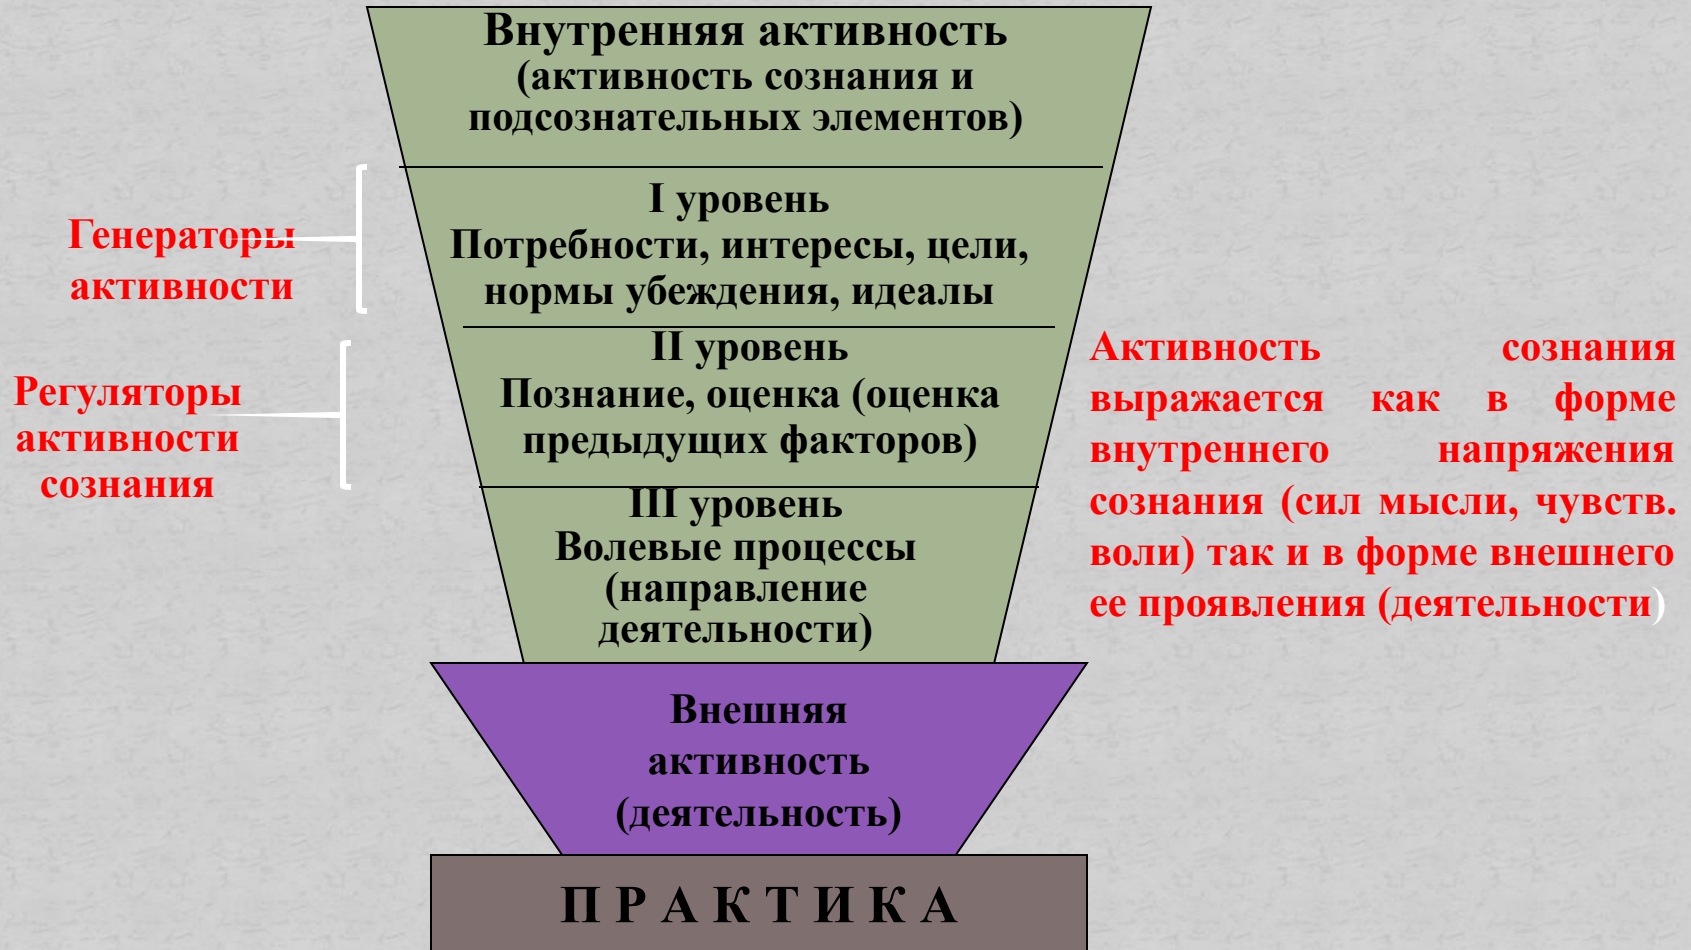 Внутренняя активность
(активность сознания и
подсознательных элементов)
I уровень
Потребности, интересы, цели,
нормы убеждения, идеалы
Генераторы
активности
II уровень
Познание, оценка (оценка
предыдущих факторов)
Регуляторы
активности
сознания
III уровень
Волевые процессы
(направление
деятельности)
Активность сознания
выражается как в форме
внутреннего напряжения
сознания (сил мысли, чувств.
воли) так и в форме внешнего
ее проявления (деятельности)
Внешняя
активность
(деятельность)
П Р А К Т И К А